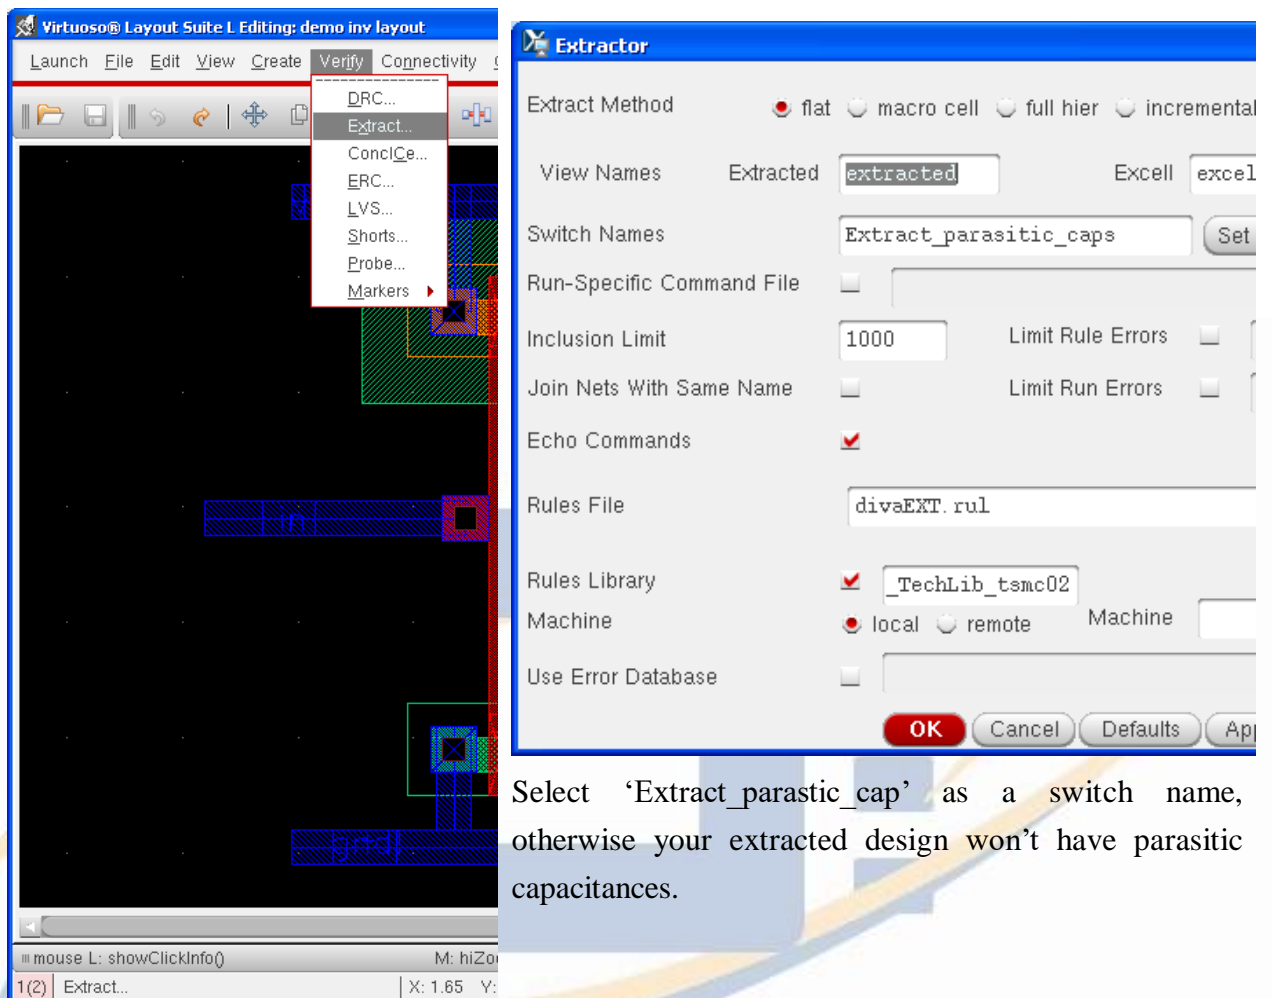 Virtuoso® Layout Suite L Editing: demo inv layout
Launch File Edit View Create Verify Connectivity
DRC...
Extract...
ConclCe...
ERC...
LVS...
Shorts...
Probe...
Markers
in
gnd!
mouse L: showClickInfo() M: hiZoo
1(2) Extract... X: 1.65 Y:
Extractor
Extract Method flat macro cell full hier incremental
View Names Extracted extracted Excell excel
Switch Names Extract_parasitic_caps Set
Run-Specific Command File
Inclusion Limit 1000 Limit Rule Errors
Join Nets With Same Name Limit Run Errors
Echo Commands
Rules File divaEXT.rul
Rules Library _TechLib_tsmc02
Machine local remote Machine
Use Error Database
OK Cancel Defaults App
Select ‘Extract_parastic_cap’ as a switch name,
otherwise your extracted design won’t have parasitic
capacitances.